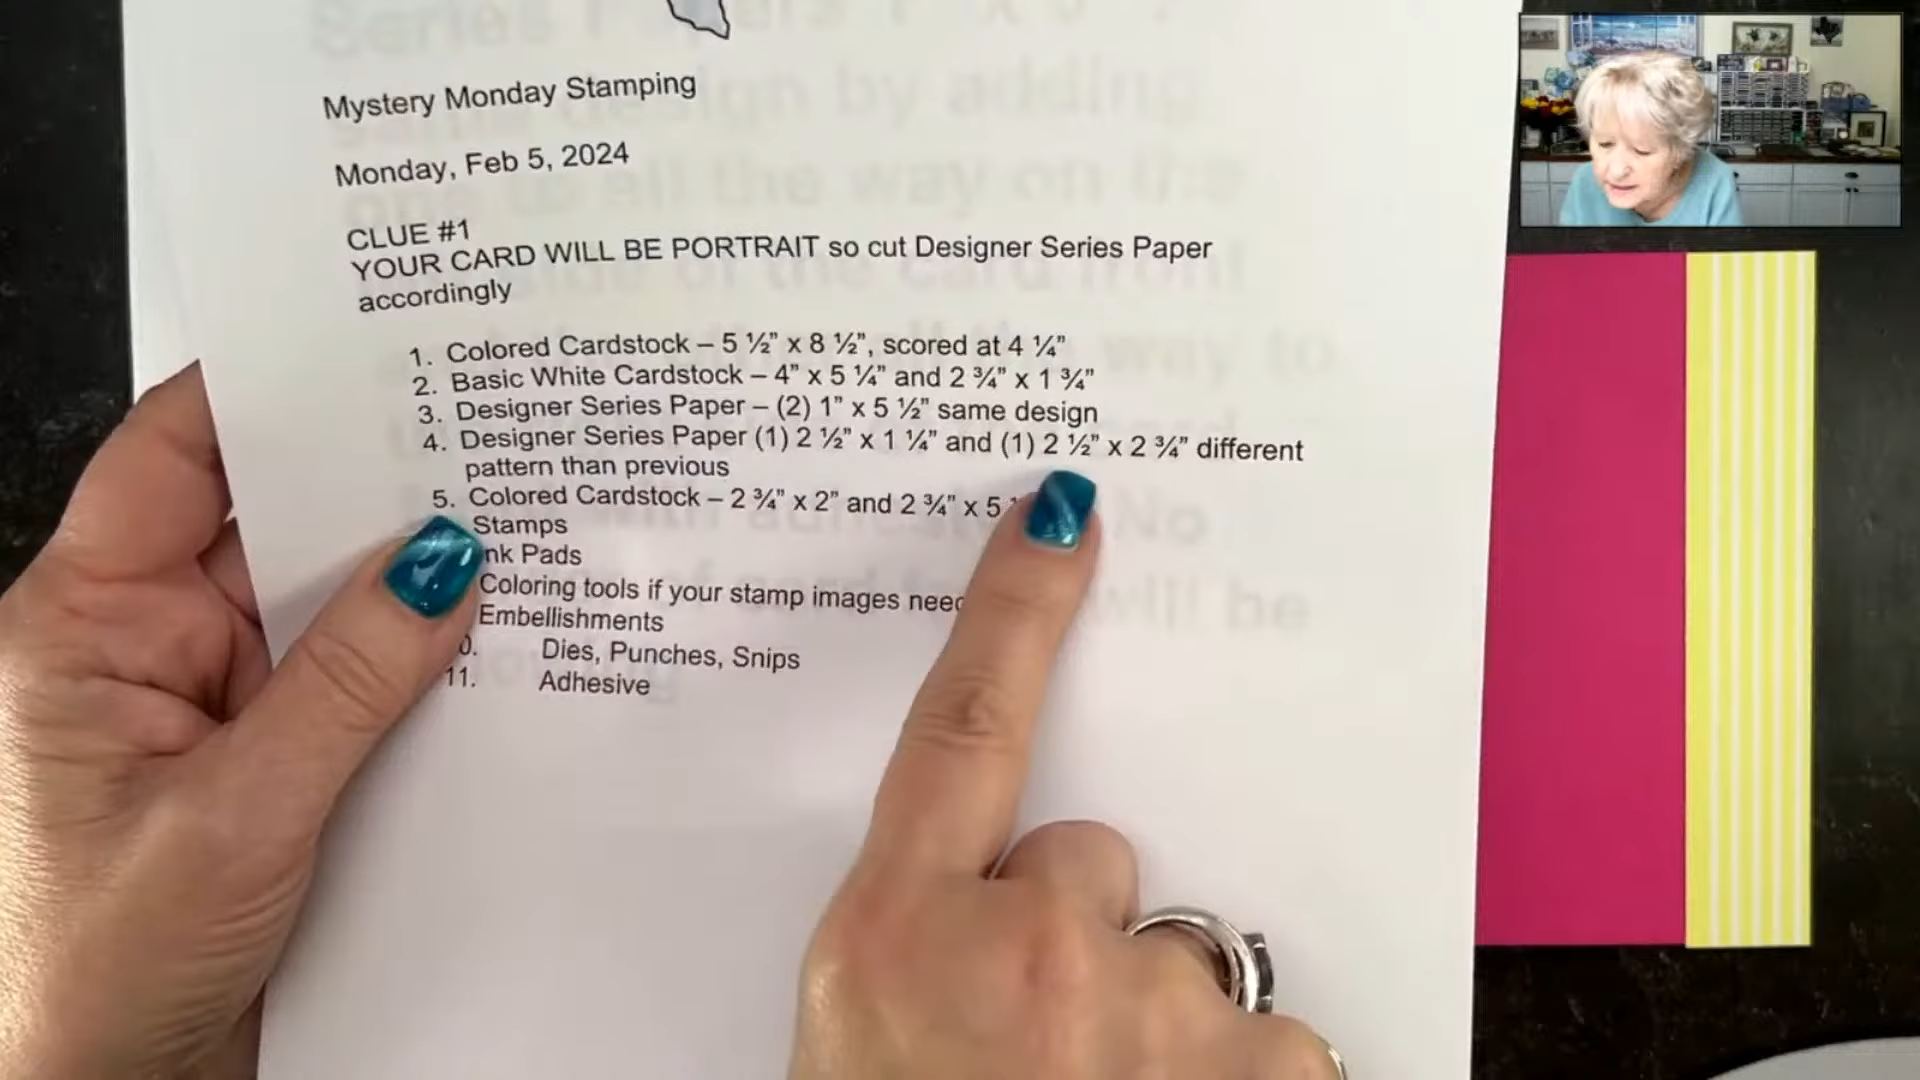 Mystery Monday Stamping
Monday, Feb 5, 2024
CLUE #1
YOUR CARD WILL BE PORTRAIT so cut Designer Series Paper
accordingly
1. Colored Cardstock – 5 ½” x 8 ½”, scored at 4 ¼”
2. Basic White Cardstock – 4” x 5 ¼” and 2 ¾” x 1 ¾”
3. Designer Series Paper – (2) 1” x 5 ½” same design
4. Designer Series Paper (1) 2 ½” x 1 ¼” and (1) 2 ½” x 2 ¾” different
pattern than previous
5. Colored Cardstock – 2 ¾” x 2” and 2 ¾” x 5
Stamps
nk Pads
Coloring tools if your stamp images
Embellishments
0. Dies, Punches, Snips
11. Adhesive